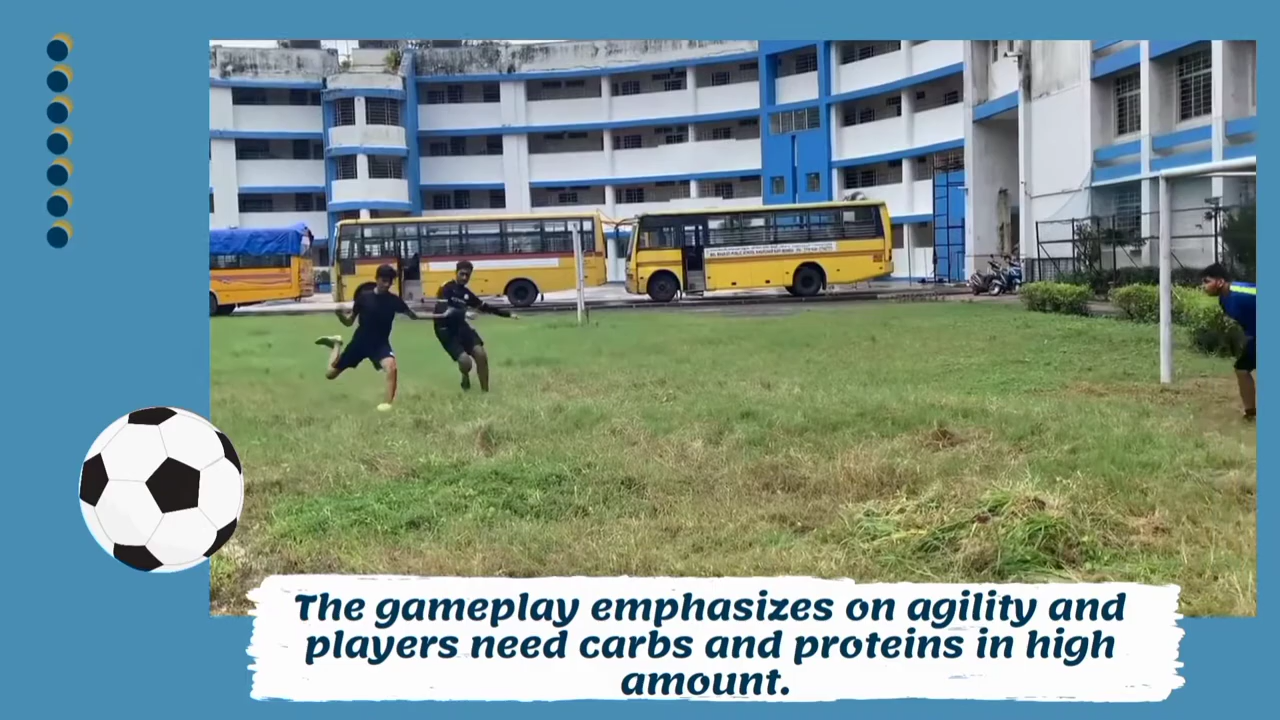 The gameplay emphasizes on agility and
players need carbs and proteins in high
amount.